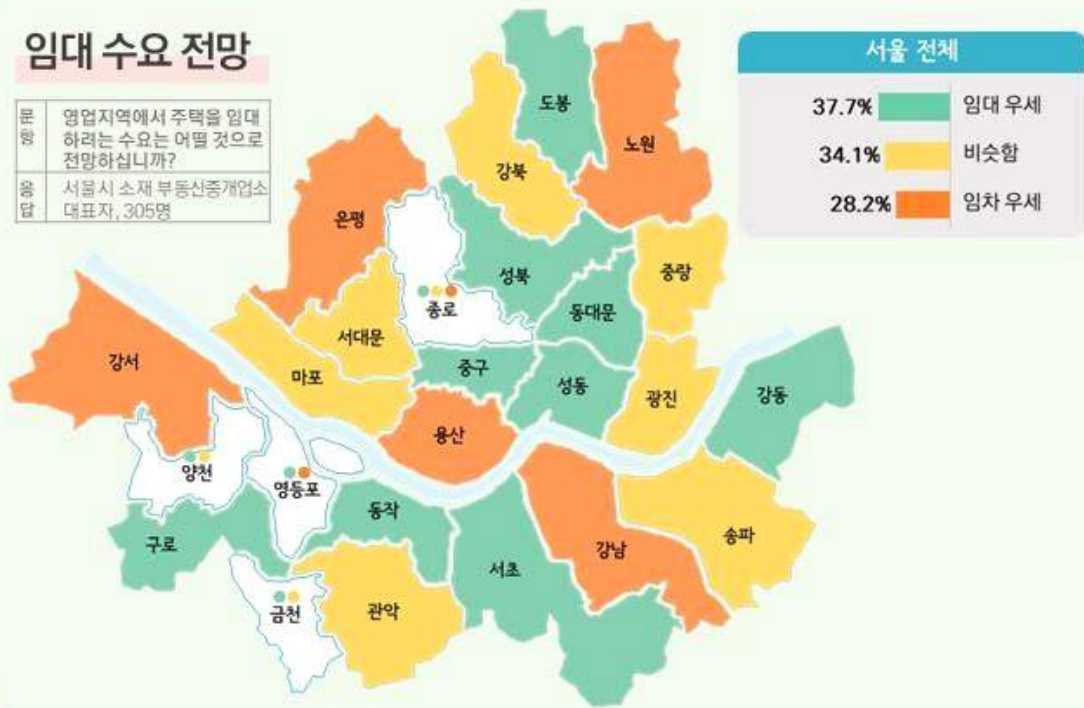 임대 수요 전망
문항
영업지역에서 주택을 임대
하려는 수요는 어떨 것으로
전망하십니까?
응답
서울시 소재 부동산중개업소
대표자, 305명
서울 전체
37.7% 임대 우세
34.1% 비슷함
28.2% 임차 우세
도봉
노원
강북
은평
성북
중랑
종로
동대문
서대문
강서
마포
중구
성동
광진
강동
용산
양천
영등포
동작
송파
구로
강남
서초
금천
관악